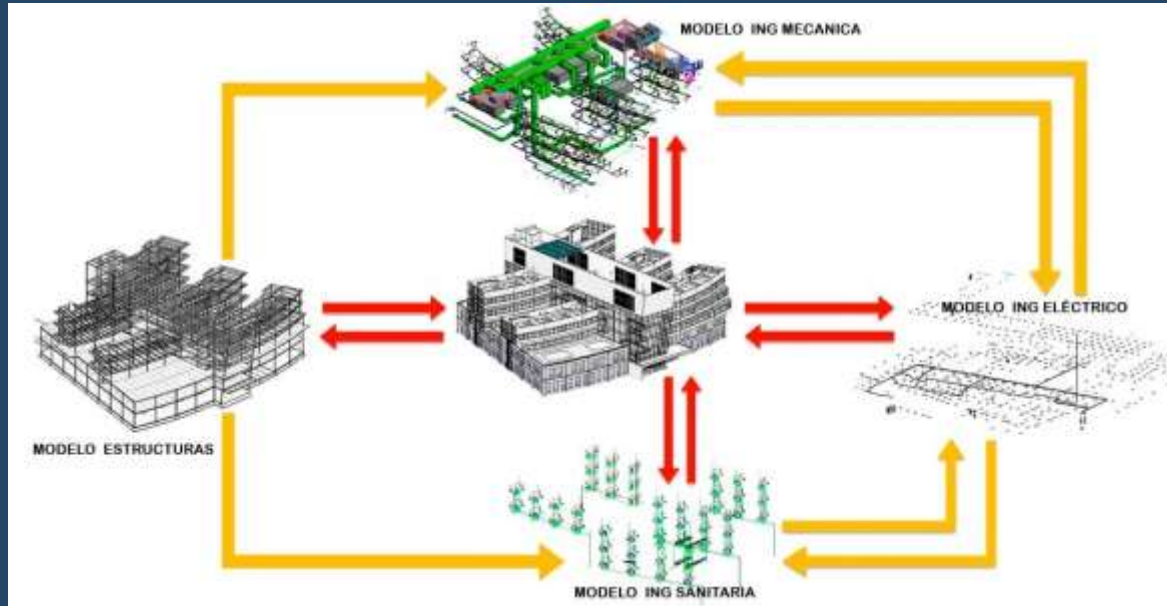 MODELO ING MECANICA
MODELO ING ELÉCTRICO
MODELO ESTRUCTURAS
MODELO ING SANITARIA